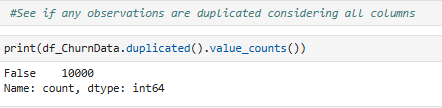 #See if any observations are duplicated considering all columns
print(df_ChurnData.duplicated().value_counts())
False    10000
Name: count, dtype: int64